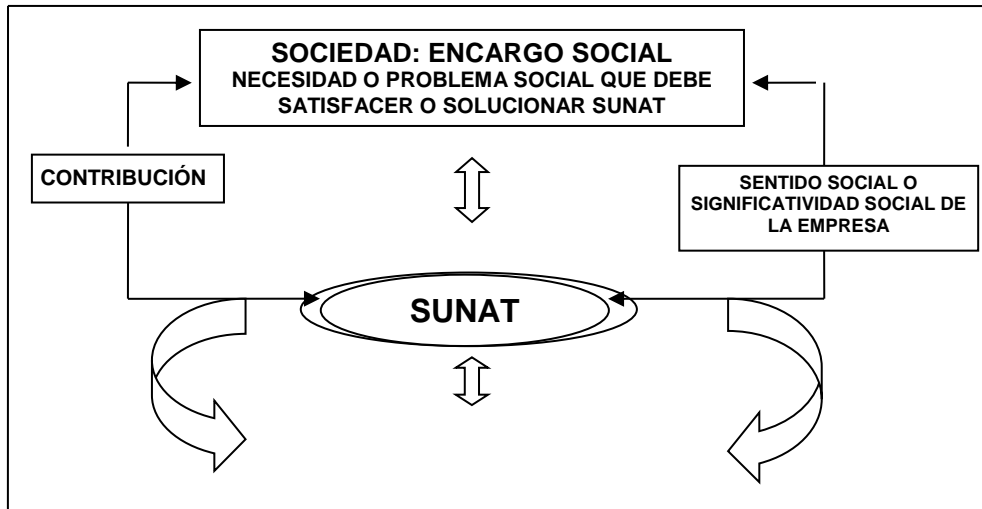 SOCIEDAD: ENCARGO SOCIAL
NECESIDAD O PROBLEMA SOCIAL QUE DEBE
SATISFACER O SOLUCIONAR SUNAT
CONTRIBUCIÓN
SENTIDO SOCIAL O
SIGNIFICATIVIDAD SOCIAL DE
LA EMPRESA
SUNAT